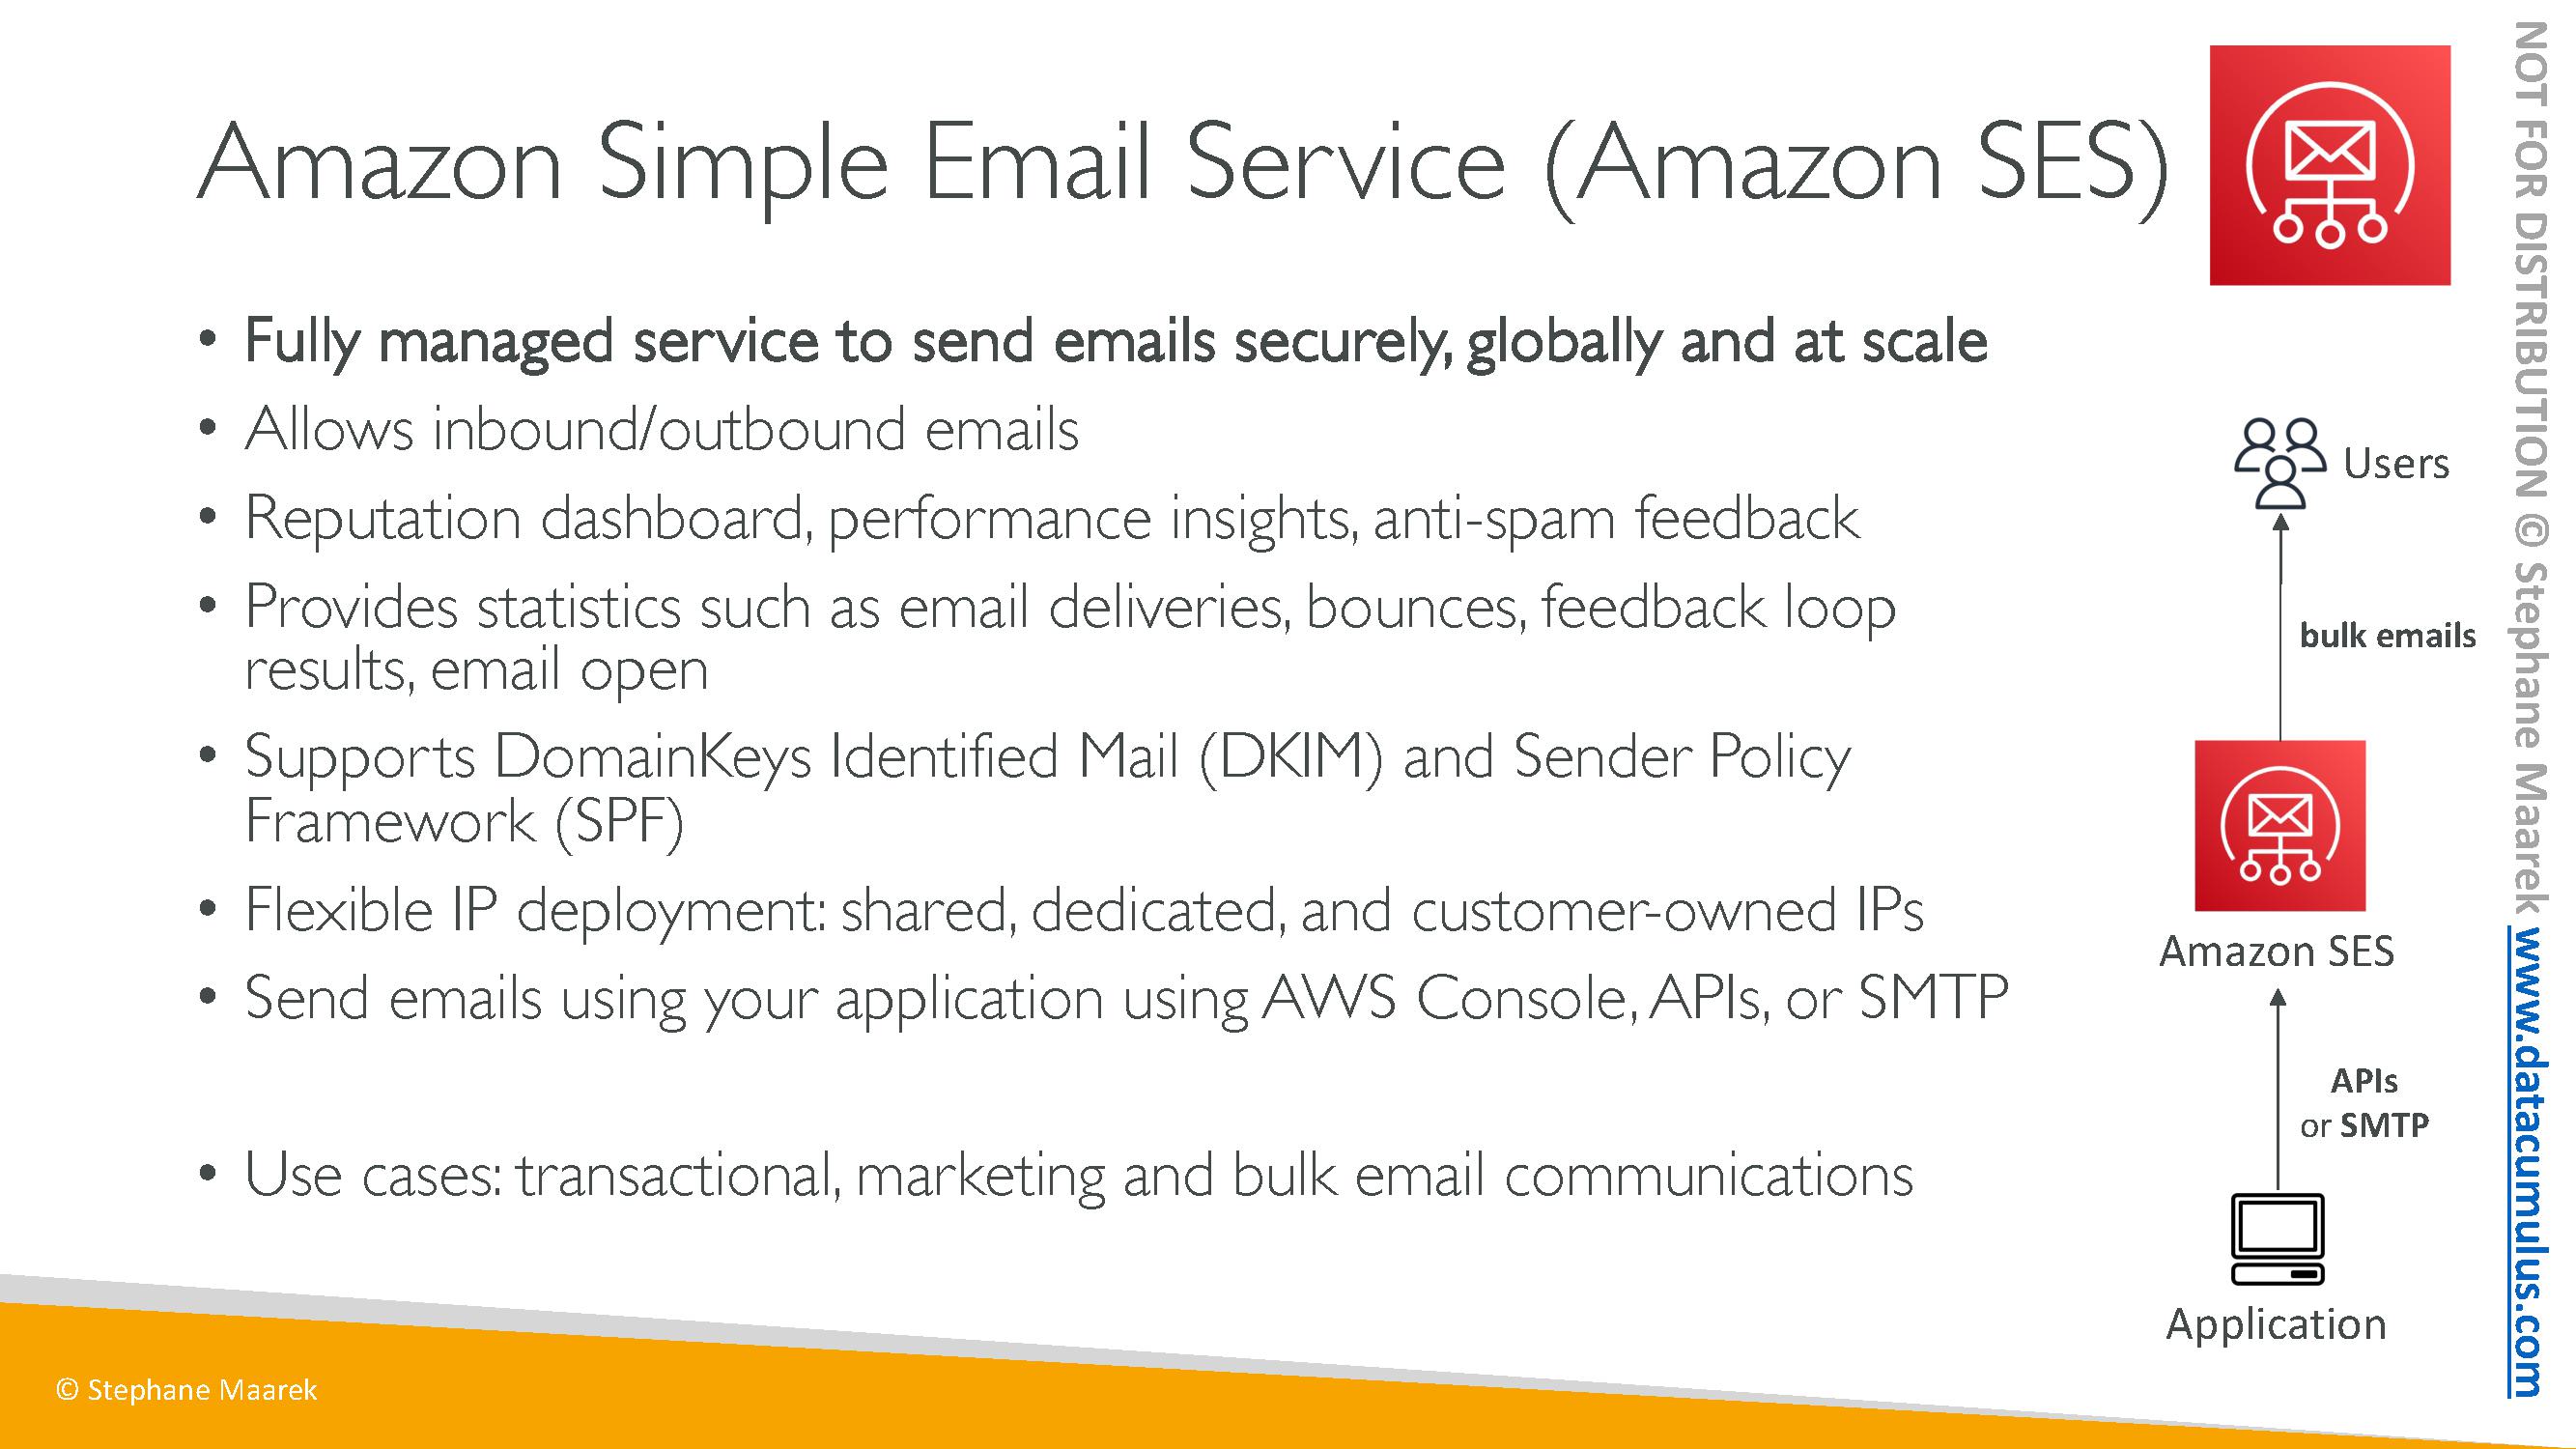 Amazon Simple Email Service (Amazon SES)
• Fully managed service to send emails securely, globally and at scale
• Allows inbound/outbound emails
• Reputation dashboard, performance insights, anti-spam feedback
• Provides statistics such as email deliveries, bounces, feedback loop
results, email open
• Supports DomainKeys Identified Mail (DKIM) and Sender Policy
Framework (SPF)
• Flexible IP deployment: shared, dedicated, and customer-owned IPs
• Send emails using your application using AWS Console, APIs, or SMTP
• Use cases: transactional, marketing and bulk email communications
Users
bulk emails
Amazon SES
APIs
or SMTP
Application
© Stephane Maarek
NOT FOR DISTRIBUTION © Stephane Maarek www.datacumulus.com